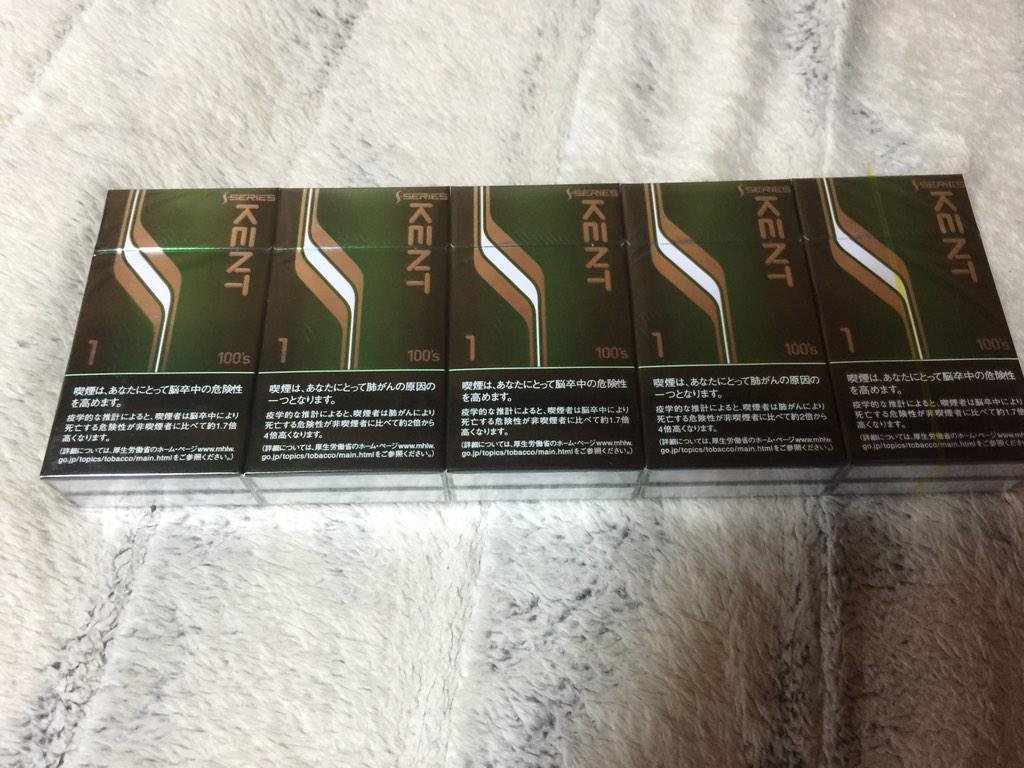 S-SERIES
KENT
1
100's
喫煙は、あなたにとって脳卒中の危険性
を高めます。
疫学的な推計によると、喫煙者は脳卒中により
死亡する危険性が非喫煙者に比べて約1.7倍
高くなります。
(詳細については、厚生労働省のホーム・ページwww.mhlw.
go.jp/topics/tobacco/main.htmlをご参照ください。)
S-SERIES
KENT
1
100's
喫煙は、あなたにとって肺がんの原因の
一つとなります。
疫学的な推計によると、喫煙者は肺がんにより
死亡する危険性が非喫煙者に比べて約2倍から
4倍高くなります。
(詳細については、厚生労働省のホーム・ページwww.mhlw.
go.jp/topics/tobacco/main.htmlをご参照ください。)
S-SERIES
KENT
1
100's
喫煙は、あなたにとって脳卒中の危険性
を高めます。
疫学的な推計によると、喫煙者は脳卒中により
死亡する危険性が非喫煙者に比べて約1.7倍
高くなります。
(詳細については、厚生労働省のホーム・ページwww.mhlw.
go.jp/topics/tobacco/main.htmlをご参照ください。)
S-SERIES
KENT
1
100's
喫煙は、あなたにとって肺がんの原因の
一つとなります。
疫学的な推計によると、喫煙者は肺がんにより
死亡する危険性が非喫煙者に比べて約2倍から
4倍高くなります。
(詳細については、厚生労働省のホーム・ページwww.mhlw.
go.jp/topics/tobacco/main.htmlをご参照ください。)
S-SERIES
KENT
1
100's
喫煙は、あなたにとって脳卒中の危険性
を高めます。
疫学的な推計によると、喫煙者は脳卒中により
死亡する危険性が非喫煙者に比べて約1.7倍
高くなります。
(詳細については、厚生労働省のホーム・ページwww.mhlw.
go.jp/topics/tobacco/main.htmlをご参照ください。)